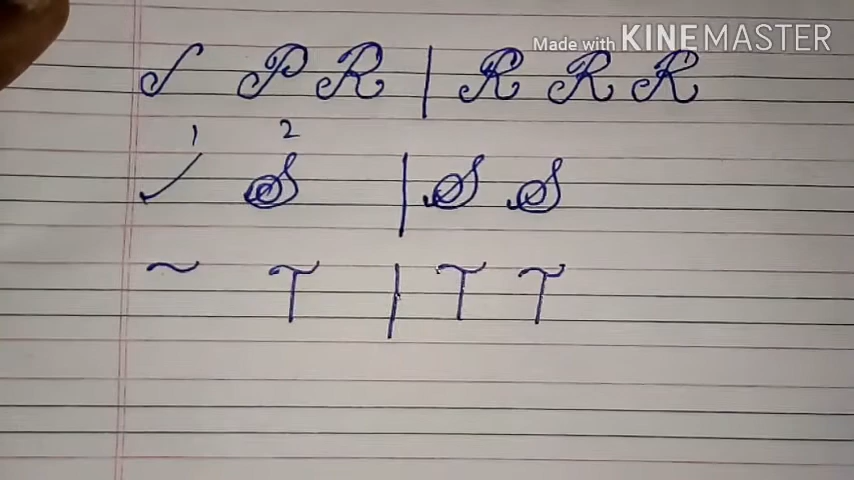 Made with KINEMASTER
P R | R R R
1 2
S | S S
~ T | T T